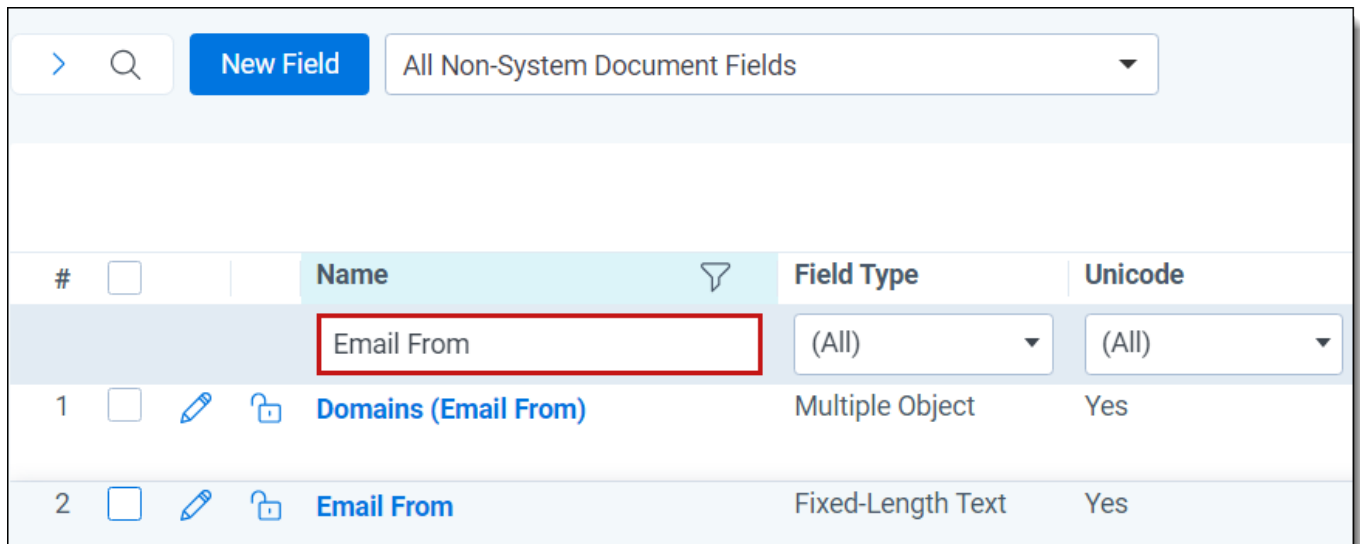 New Field All Non-System Document Fields
# Name Field Type Unicode
Email From (All) (All)
1 Domains (Email From) Multiple Object Yes
2 Email From Fixed-Length Text Yes